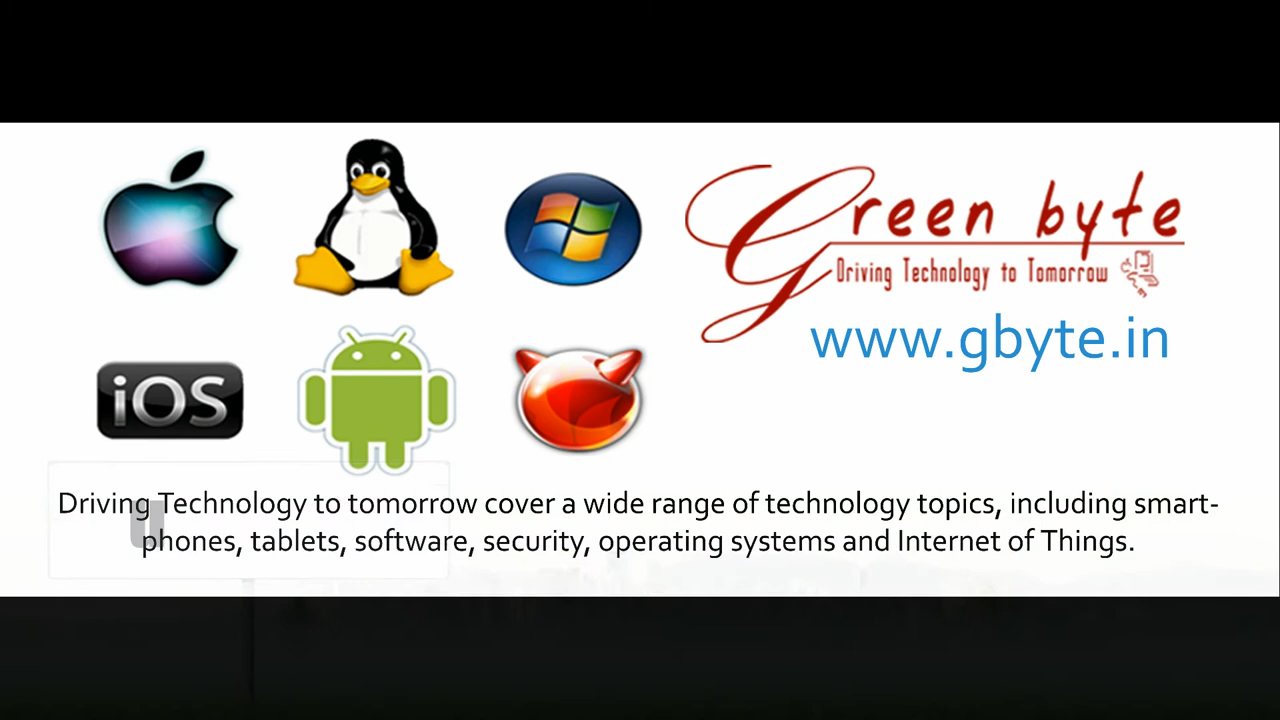 Green byte
Driving Technology to Tomorrow
www.gbyte.in
iOS
Driving Technology to tomorrow cover a wide range of technology topics, including smart-
phones, tablets, software, security, operating systems and Internet of Things.